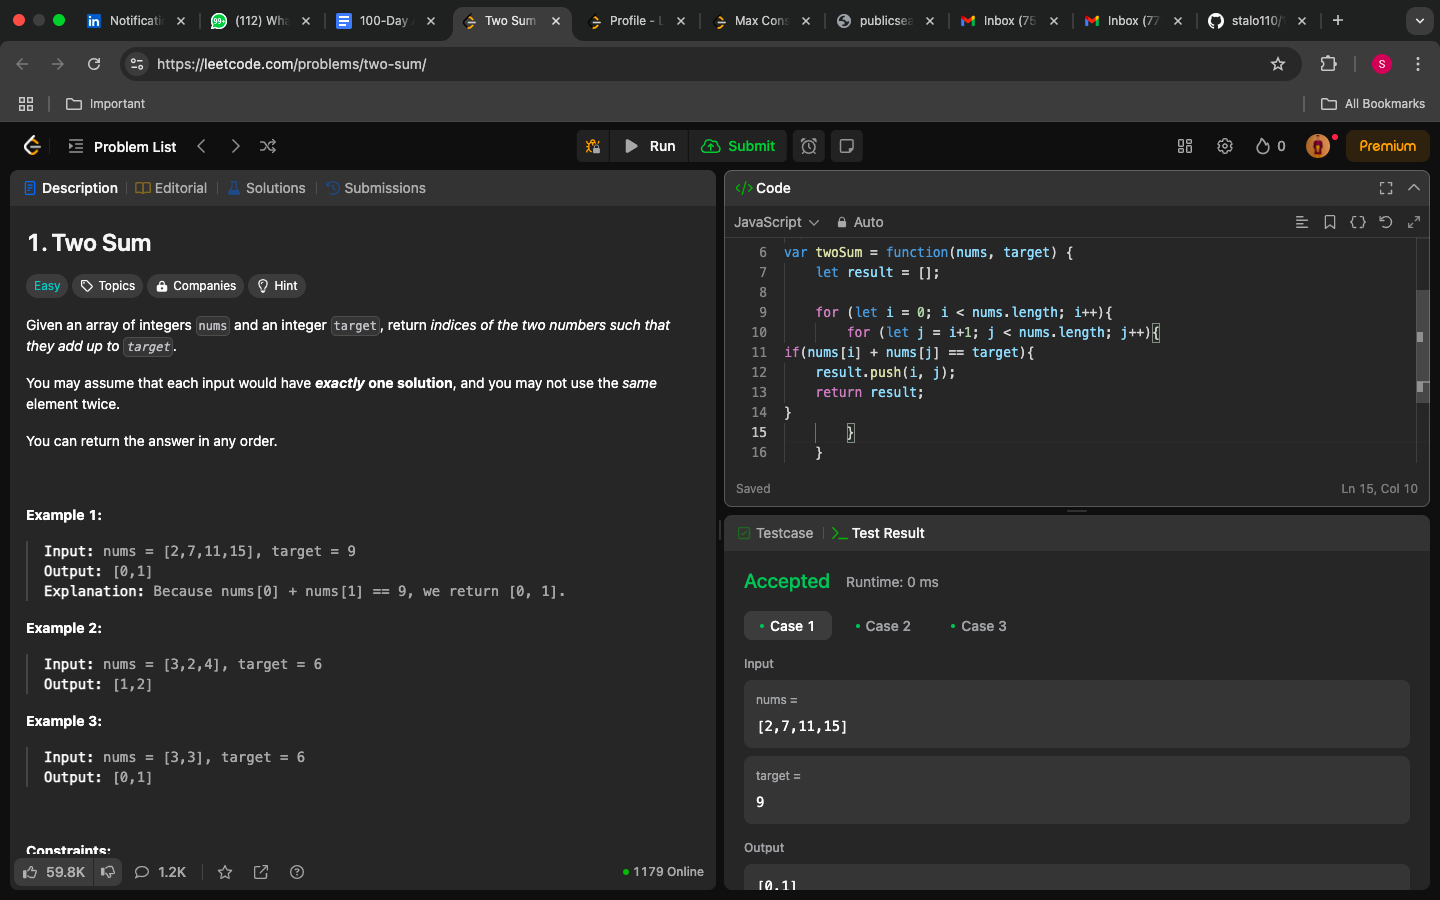 Notificati
(112) Wha
100-Day
Two Sum
Profile - L
Max Cons
publicsea
Inbox (75
Inbox (77
stalo110/
https://leetcode.com/problems/two-sum/
S
Important
All Bookmarks
Problem List
Run
Submit
0
Premium
Description
Editorial
Solutions
Submissions
1. Two Sum
Easy
Topics
Companies
Hint
Given an array of integers nums and an integer target, return indices of the two numbers such that
they add up to target.
You may assume that each input would have exactly one solution, and you may not use the same
element twice.
You can return the answer in any order.
Example 1:
Input: nums = [2,7,11,15], target = 9
Output: [0,1]
Explanation: Because nums[0] + nums[1] == 9, we return [0, 1].
Example 2:
Input: nums = [3,2,4], target = 6
Output: [1,2]
Example 3:
Input: nums = [3,3], target = 6
Output: [0,1]
Constraints:
59.8K
1.2K
1179 Online
</> Code
JavaScript
Auto
6 var twoSum = function(nums, target) {
7 let result = [];
8
9 for (let i = 0; i < nums.length; i++){
10 for (let j = i+1; j < nums.length; j++){
11 if(nums[i] + nums[j] == target){
12 result.push(i, j);
13 return result;
14 }
15 }
16 }
Saved
Ln 15, Col 10
Testcase
Test Result
Accepted
Runtime: 0 ms
Case 1
Case 2
Case 3
Input
nums =
[2,7,11,15]
target =
9
Output
[0,1]